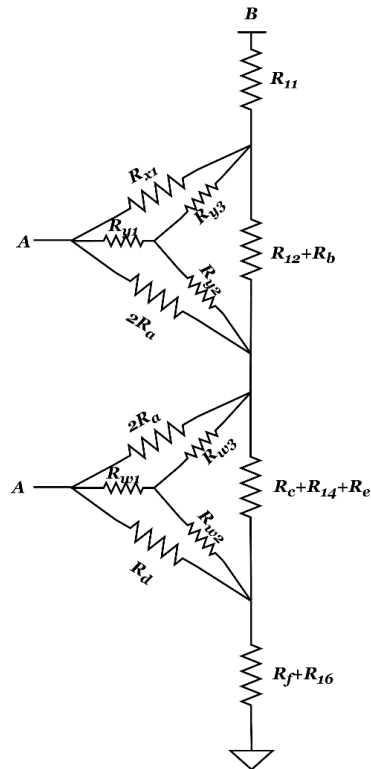 B
R11
Rx1
Ry3
A
Ry1
R12+Rb
Ry2
2Ra
2Ra
Rw3
A
Rw1
Rc+R14+Re
Rw2
Rd
Rf+R16